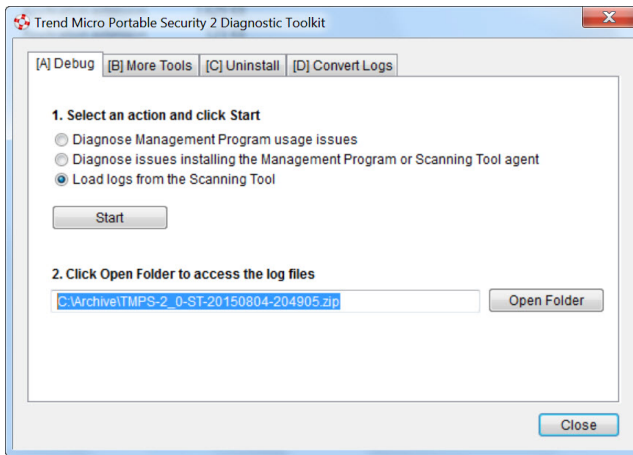 Trend Micro Portable Security 2 Diagnostic Toolkit
[A] Debug [B] More Tools [C] Uninstall [D] Convert Logs
1. Select an action and click Start
Diagnose Management Program usage issues
Diagnose issues installing the Management Program or Scanning Tool agent
Load logs from the Scanning Tool
Start
2. Click Open Folder to access the log files
C:\Archive\TMPS-2_0-ST-20150804-204905.zip Open Folder
Close